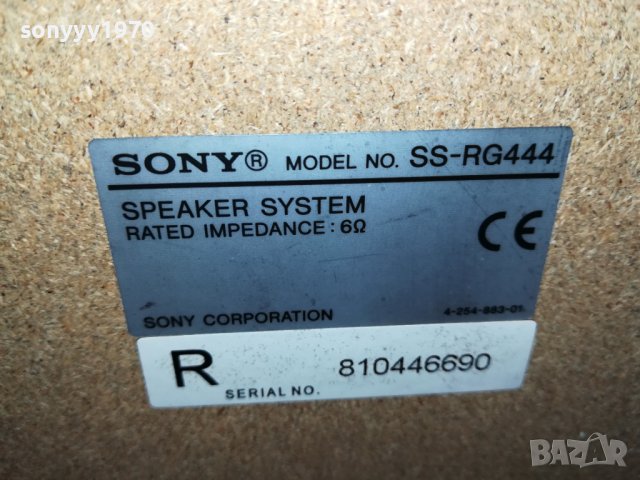 sonyyy1970
SONY® MODEL NO. SS-RG444
SPEAKER SYSTEM
RATED IMPEDANCE : 6Ω
CE
SONY CORPORATION 4-254-883-01
R 810446690
SERIAL NO.
BAZAR